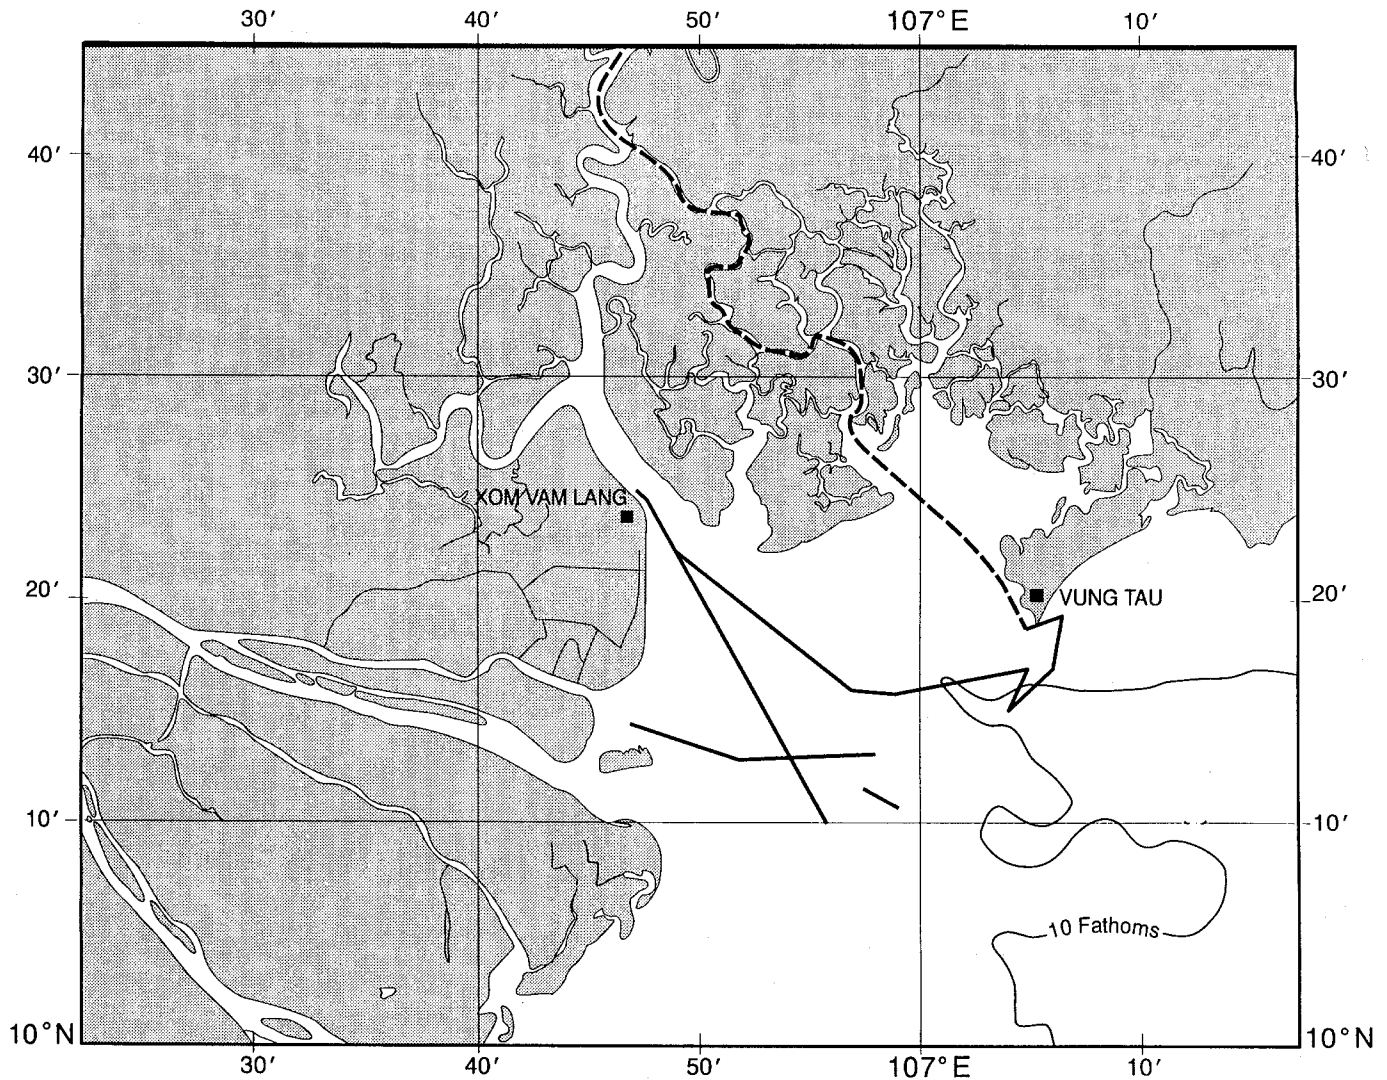 30′ 40′ 50′ 107° E 10′
40′ 40′
30′ 30′
XOM VAM LANG
20′ 20′
VUNG TAU
10′ 10′
10 Fathoms
10° N 10° N
30′ 40′ 50′ 107° E 10′